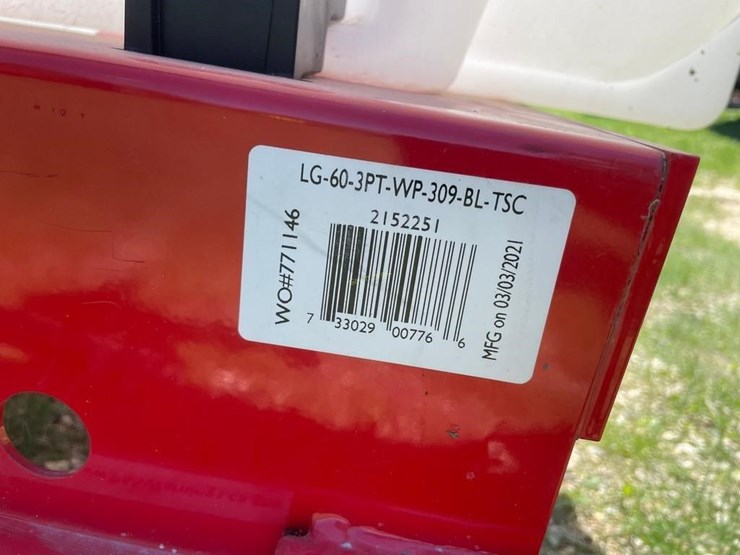 LG-60-3PT-WP-309-BL-TSC
2152251
WO#771146
7 33029 00776 6
MFG on 03/03/2021